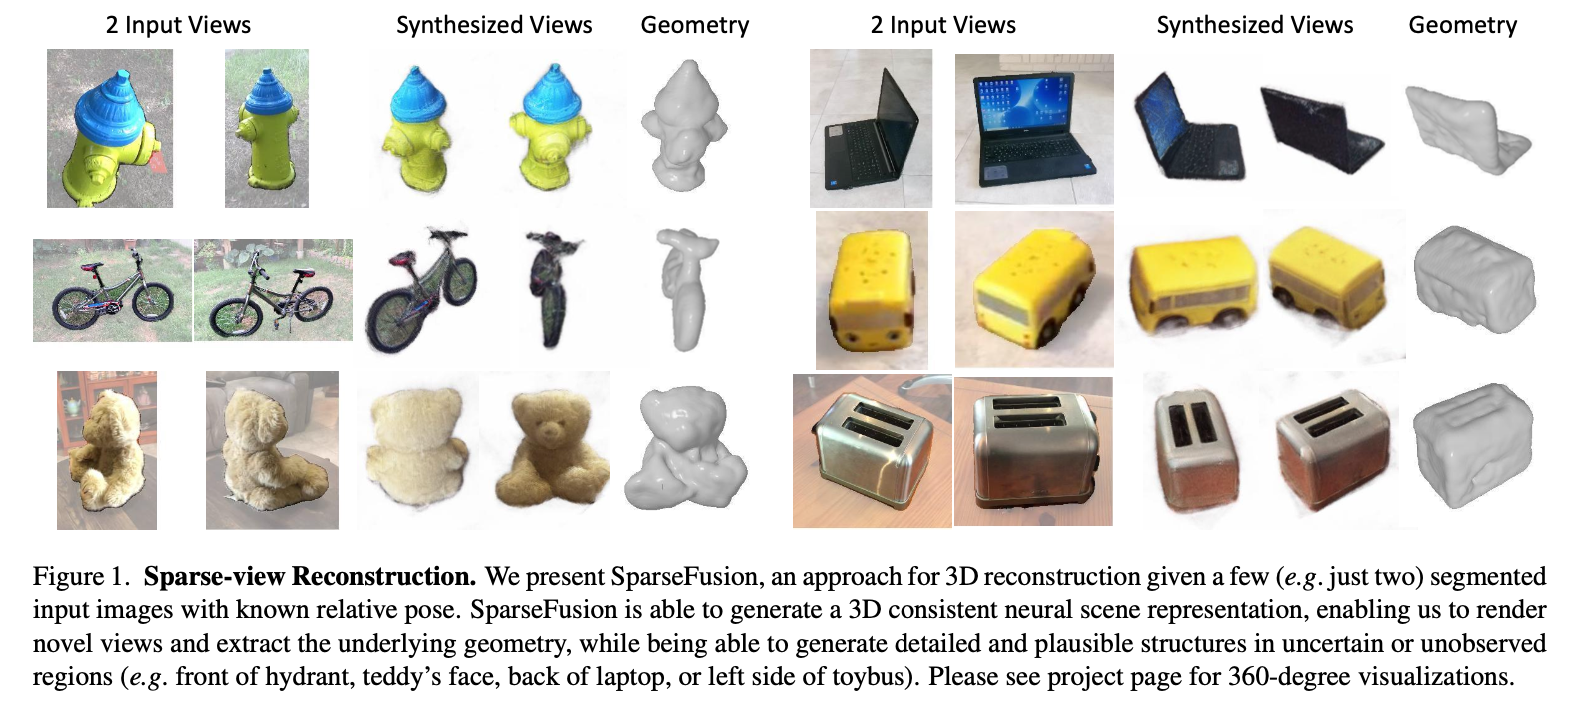 2 Input Views Synthesized Views Geometry 2 Input Views Synthesized Views Geometry
Figure 1. Sparse-view Reconstruction. We present SparseFusion, an approach for 3D reconstruction given a few (e.g. just two) segmented
input images with known relative pose. SparseFusion is able to generate a 3D consistent neural scene representation, enabling us to render
novel views and extract the underlying geometry, while being able to generate detailed and plausible structures in uncertain or unobserved
regions (e.g. front of hydrant, teddy's face, back of laptop, or left side of toybus). Please see project page for 360-degree visualizations.